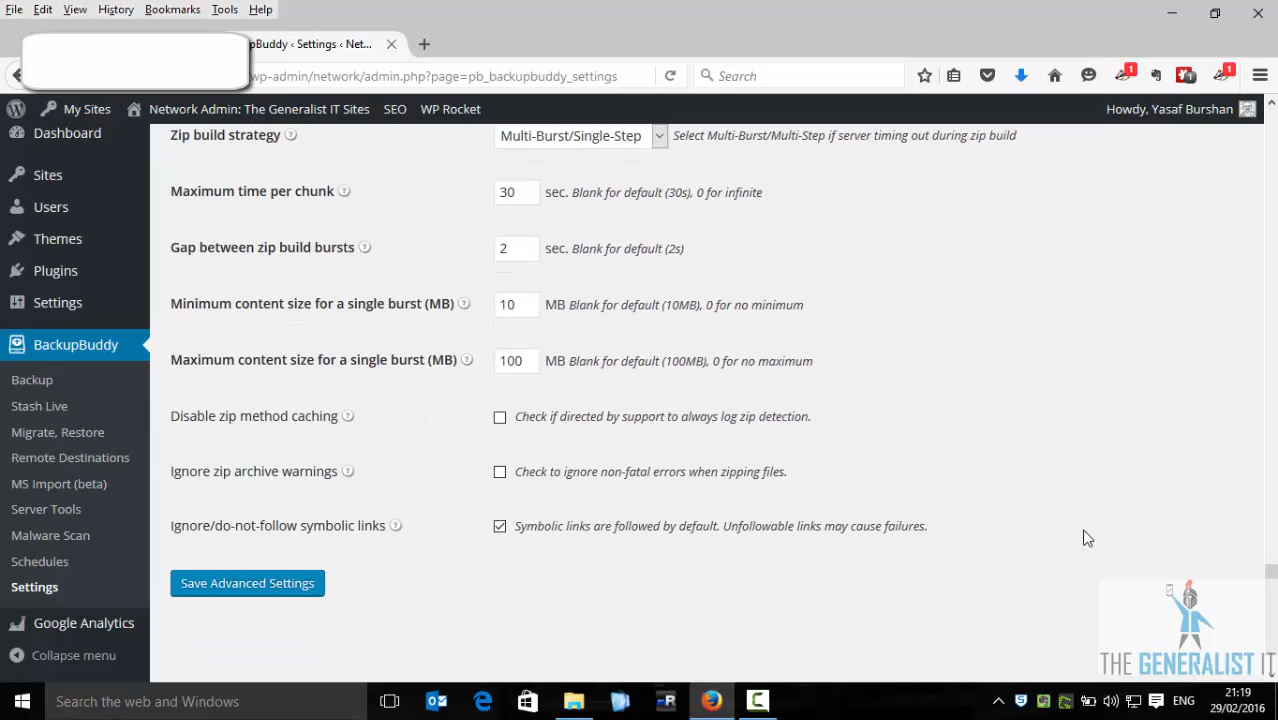 File Edit View History Bookmarks Tools Help
pBuddy ‹ Settings ‹ Net...
wp-admin/network/admin.php?page=pb_backupbuddy_settings
Search
1
1
1
My Sites Network Admin: The Generalist IT Sites SEO WP Rocket Howdy, Yasaf Burshan
Dashboard
Sites
Users
Themes
Plugins
Settings
BackupBuddy
Backup
Stash Live
Migrate, Restore
Remote Destinations
MS Import (beta)
Server Tools
Malware Scan
Schedules
Settings
Google Analytics
Collapse menu
Zip build strategy ? Multi-Burst/Single-Step Select Multi-Burst/Multi-Step if server timing out during zip build
Maximum time per chunk ? 30 sec. Blank for default (30s), 0 for infinite
Gap between zip build bursts ? 2 sec. Blank for default (2s)
Minimum content size for a single burst (MB) ? 10 MB Blank for default (10MB), 0 for no minimum
Maximum content size for a single burst (MB) ? 100 MB Blank for default (100MB), 0 for no maximum
Disable zip method caching ? Check if directed by support to always log zip detection.
Ignore zip archive warnings ? Check to ignore non-fatal errors when zipping files.
Ignore/do-not-follow symbolic links ? Symbolic links are followed by default. Unfollowable links may cause failures.
Save Advanced Settings
THE GENERALIST IT
Search the web and Windows
ENG
21:19
29/02/2016